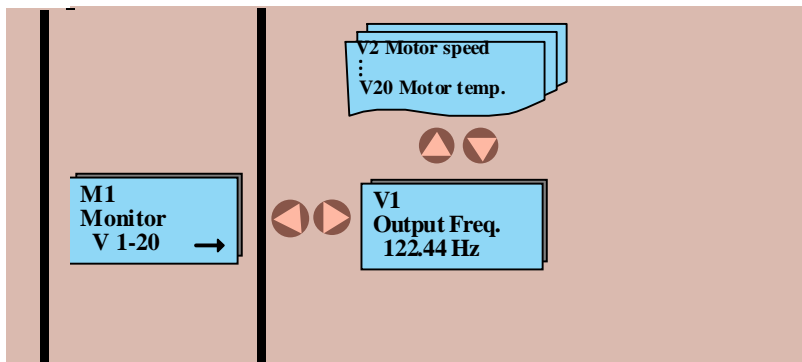 V2 Motor speed
⋮
V20 Motor temp.
M1
Monitor
V 1-20 →
V1
Output Freq.
122.44 Hz